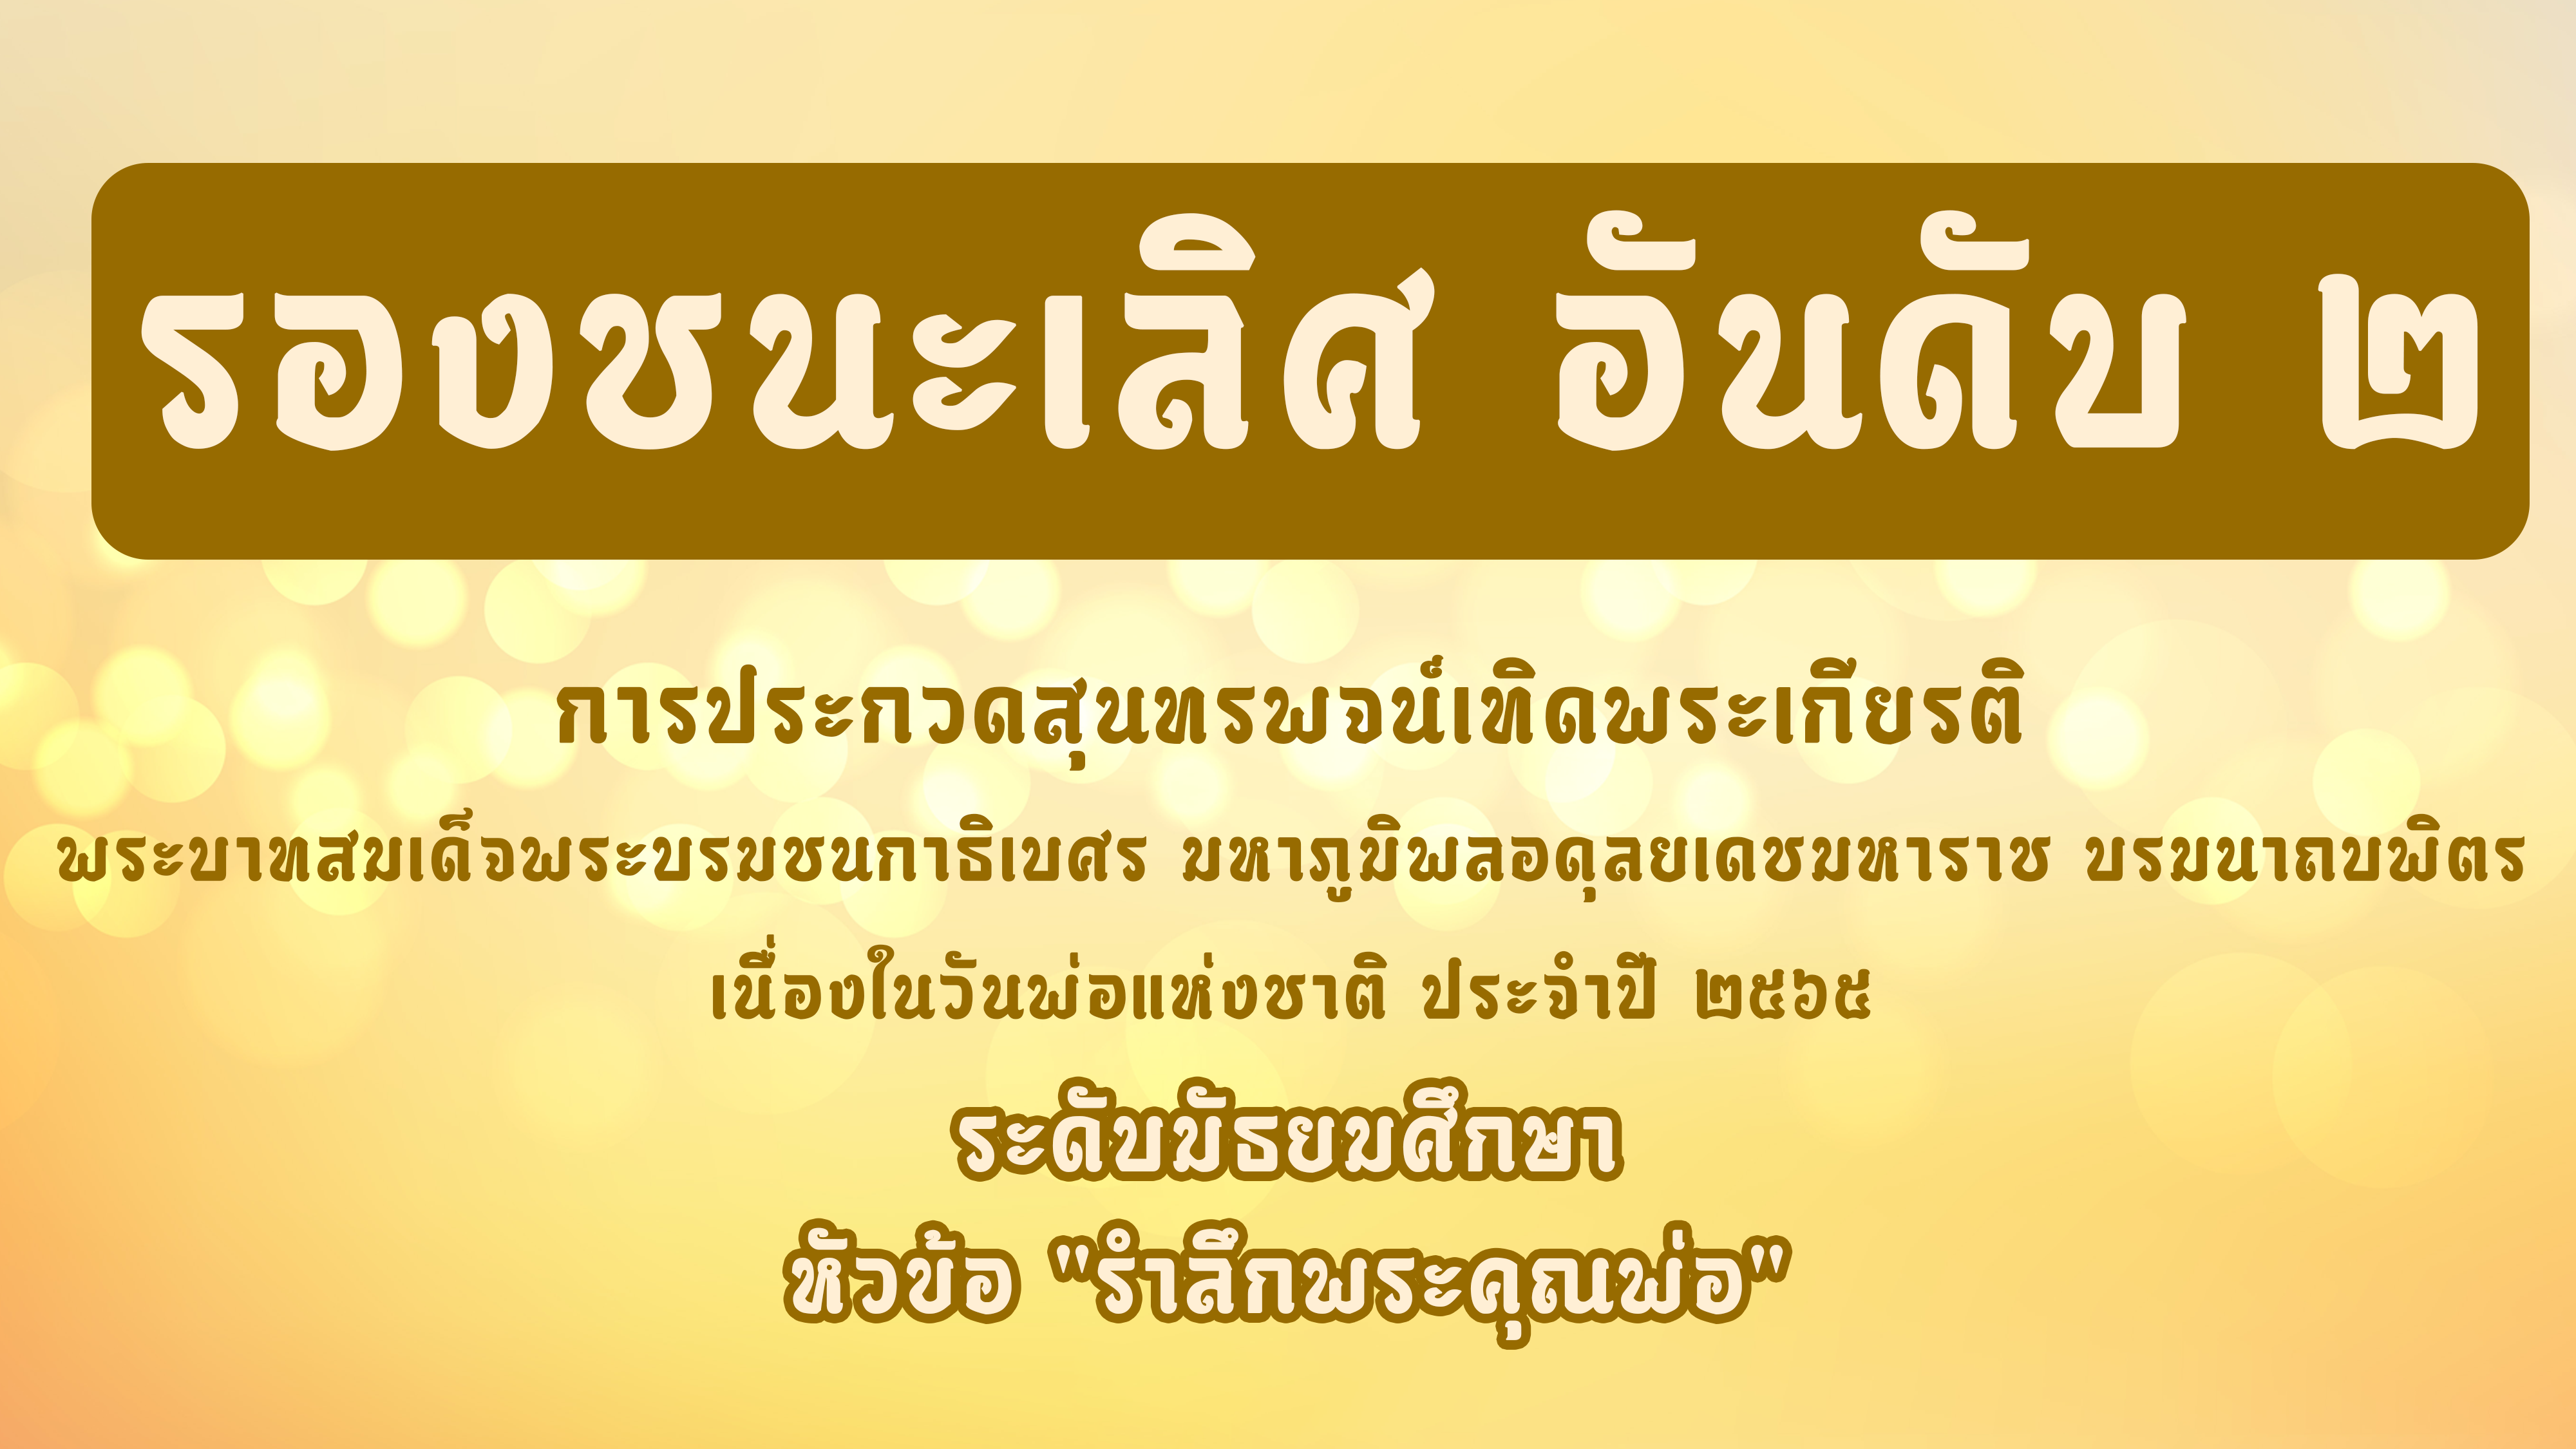 รองชนะเลิศ อันดับ ๒
การประกวดสุนทรพจน์เทิดพระเกียรติ
พระบาทสมเด็จพระบรมชนกาธิเบศร มหาภูมิพลอดุลยเดชมหาราช บรมนาถบพิตร
เนื่องในวันพ่อแห่งชาติ ประจำปี ๒๕๖๕
ระดับมัธยมศึกษา
หัวข้อ "รำลึกพระคุณพ่อ"